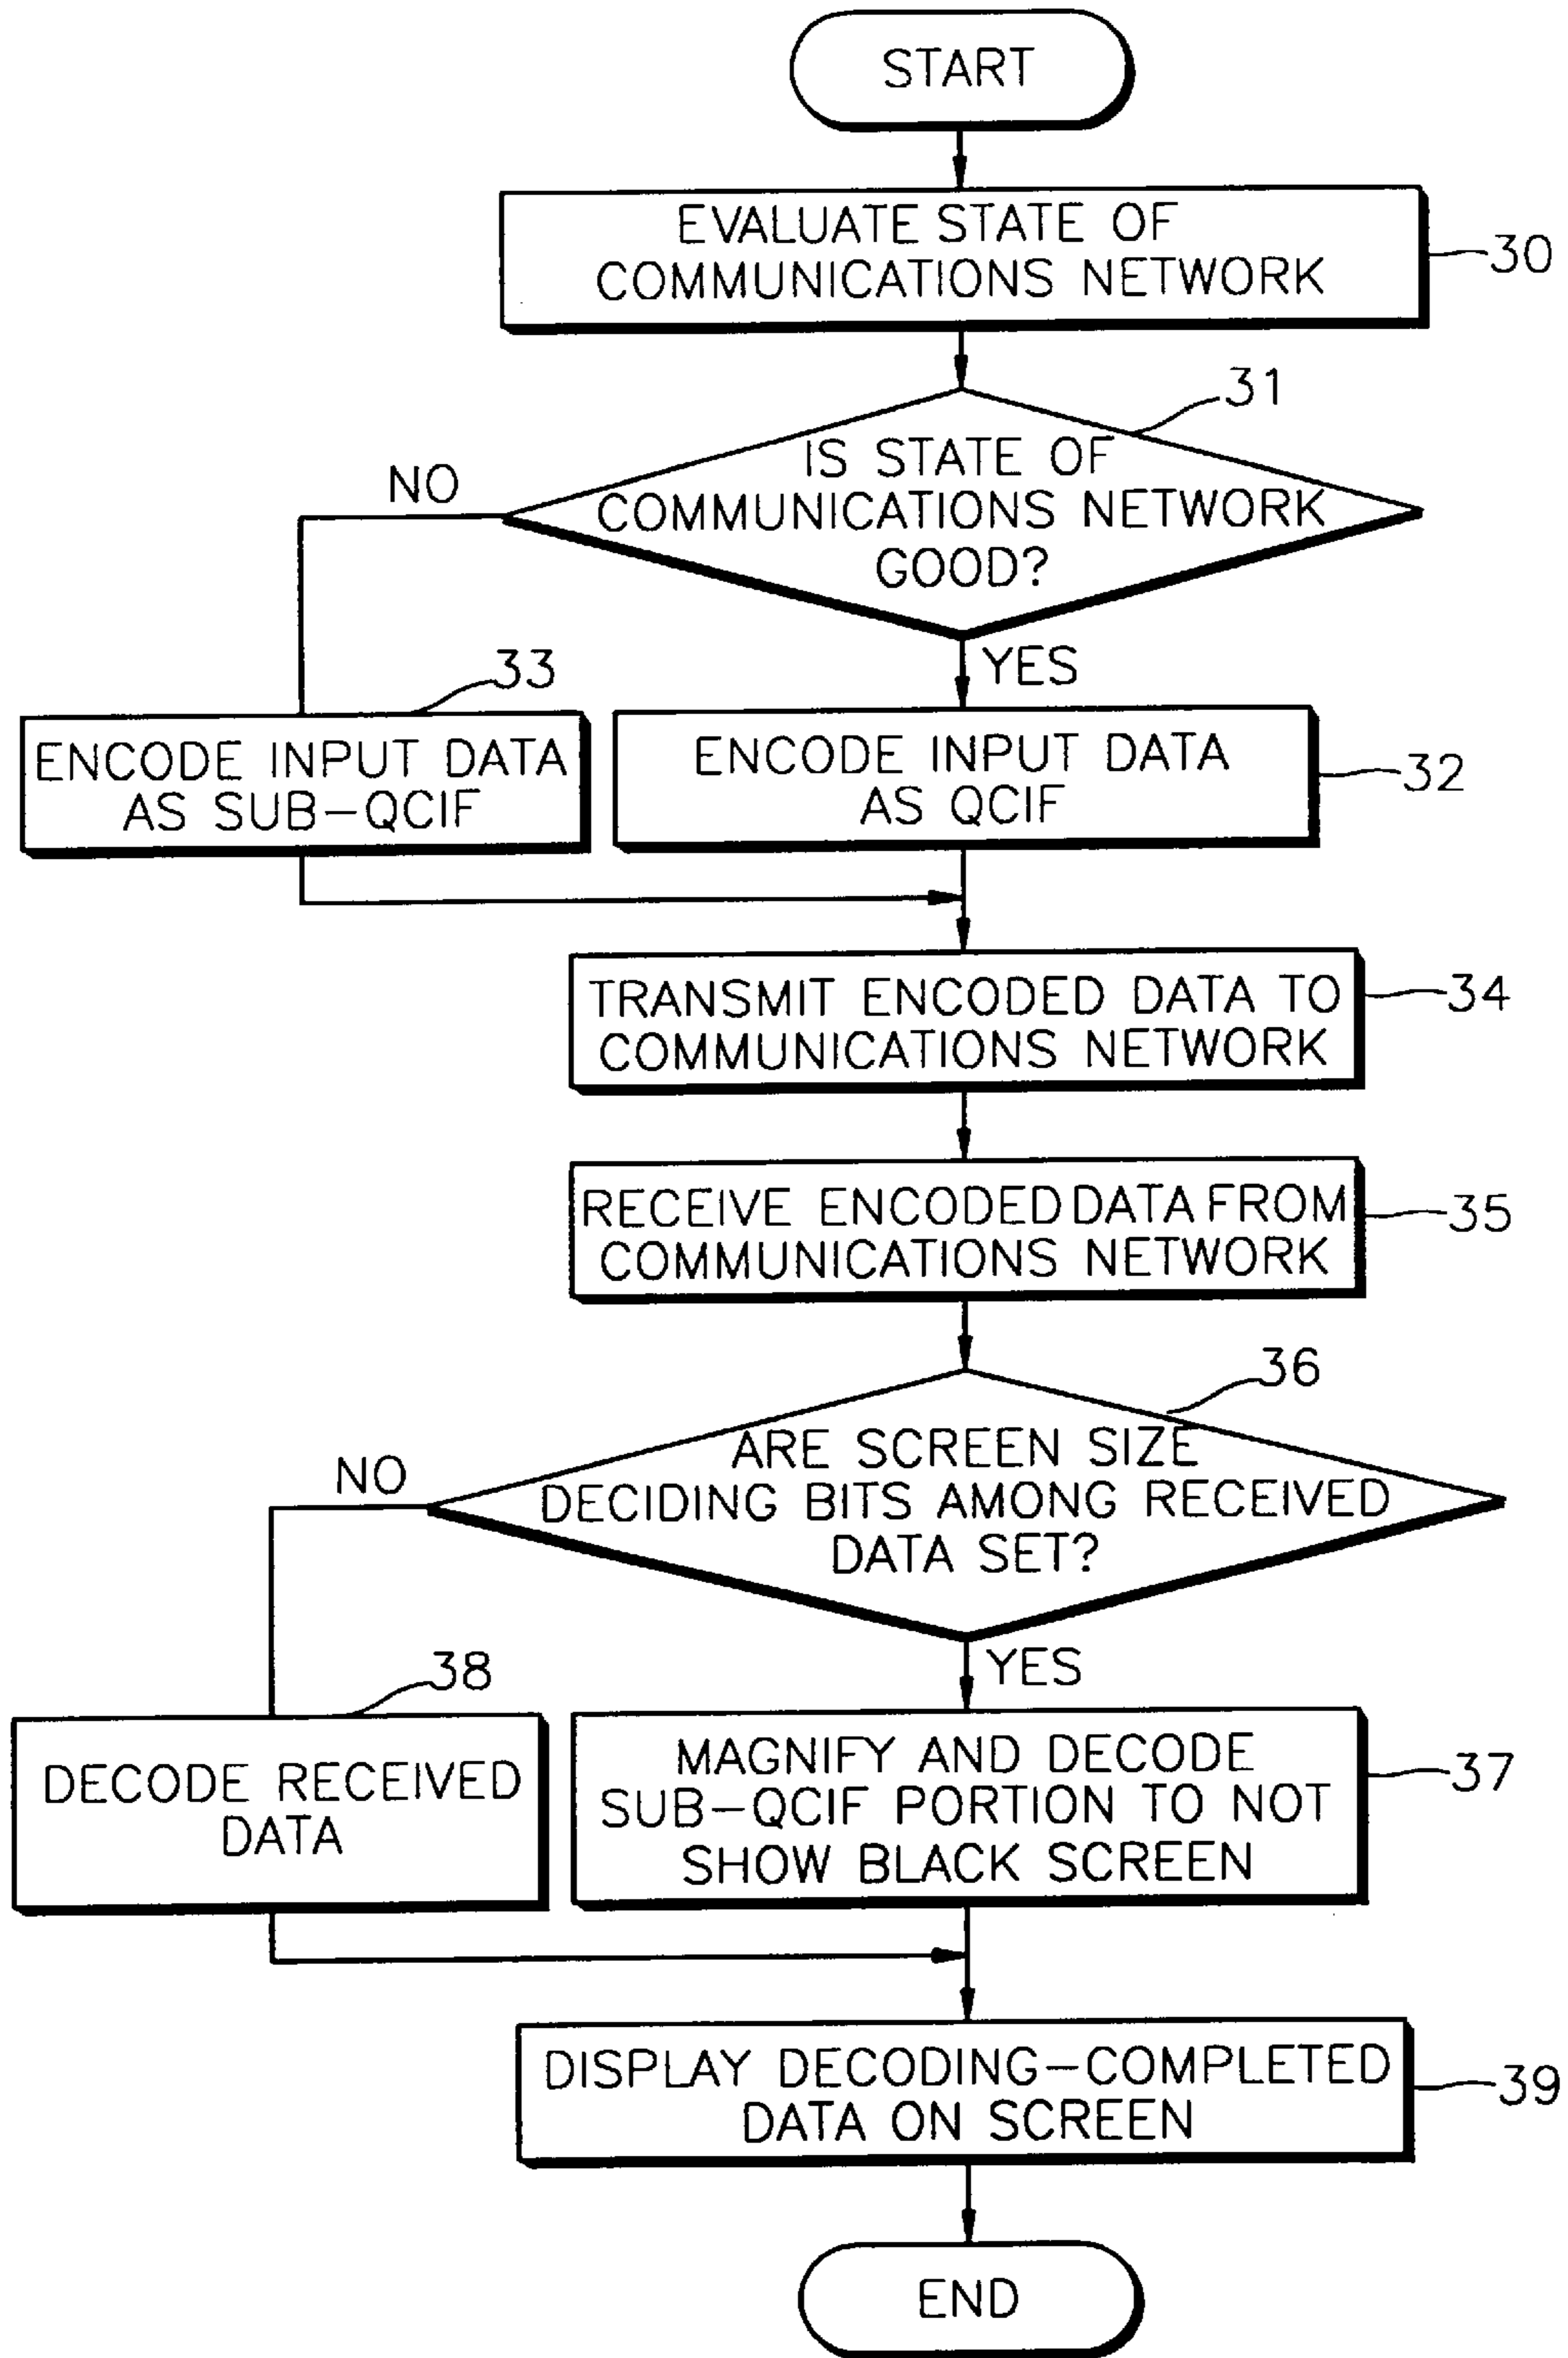 START
EVALUATE STATE OF
COMMUNICATIONS NETWORK
30
31
IS STATE OF
COMMUNICATIONS NETWORK
GOOD?
NO
YES
33
ENCODE INPUT DATA
AS SUB-QCIF
ENCODE INPUT DATA
AS QCIF
32
TRANSMIT ENCODED DATA TO
COMMUNICATIONS NETWORK
34
RECEIVE ENCODED DATA FROM
COMMUNICATIONS NETWORK
35
36
ARE SCREEN SIZE
DECIDING BITS AMONG RECEIVED
DATA SET?
NO
YES
38
DECODE RECEIVED
DATA
MAGNIFY AND DECODE
SUB-QCIF PORTION TO NOT
SHOW BLACK SCREEN
37
DISPLAY DECODING-COMPLETED
DATA ON SCREEN
39
END